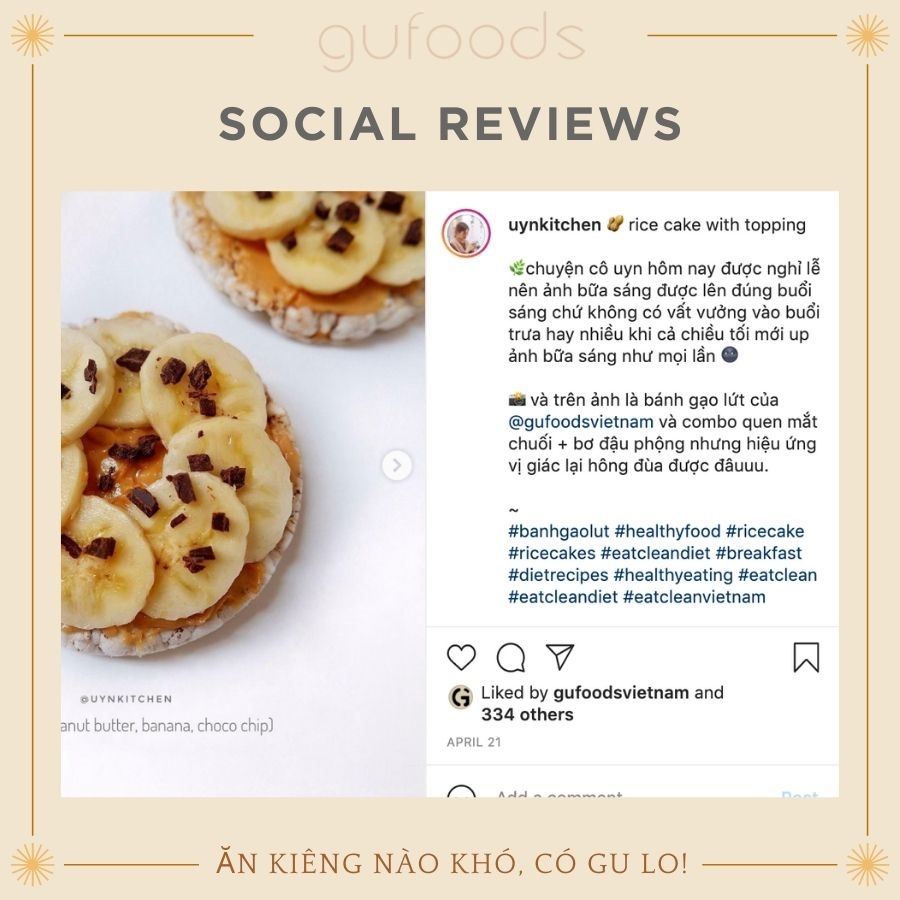 gufoods
SOCIAL REVIEWS
uynkitchen 🥜 rice cake with topping
🌿chuyện cô uyn hôm nay được nghỉ lễ
nên ảnh bữa sáng được lên đúng buổi
sáng chứ không có vất vưởng vào buổi
trưa hay nhiều khi cả chiều tối mới up
ảnh bữa sáng như mọi lần 🌚
📸 và trên ảnh là bánh gạo lứt của
@gufoodsvietnam và combo quen mắt
chuối + bơ đậu phộng nhưng hiệu ứng
vị giác lại hông đùa được đâuuu.
~
#banhgaolut #healthyfood #ricecake
#ricecakes #eatcleandiet #breakfast
#dietrecipes #healthyeating #eatclean
#eatcleandiet #eatcleanvietnam
Liked by gufoodsvietnam and
334 others
APRIL 21
Add a comment
Post
@UYNKITCHEN
anut butter, banana, choco chip)
ĂN KIÊNG NÀO KHÓ, CÓ GU LO!